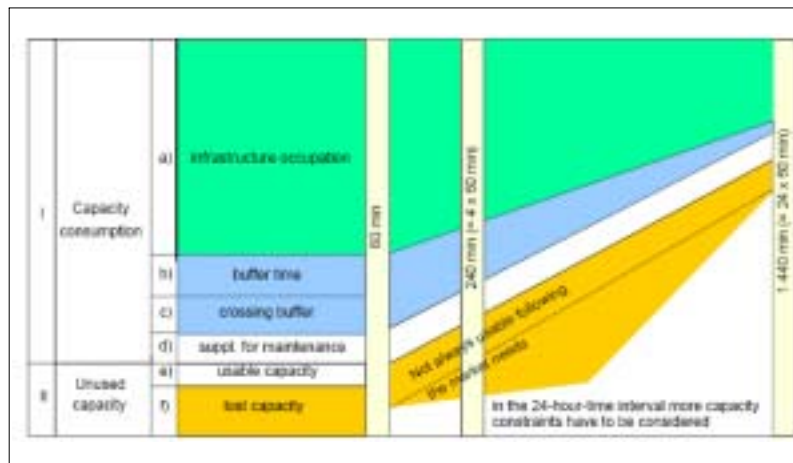 I
Capacity
consumption
a)
infrastructure occupation
b)
buffer time
c)
crossing buffer
d)
suppl. for maintenance
II
Unused
capacity
e)
usable capacity
f)
lost capacity
60 min
240 min (= 4 x 60 min)
1 440 min (= 24 x 60 min)
Not always usable following
the market needs
in the 24-hour-time interval more capacity
constraints have to be considered